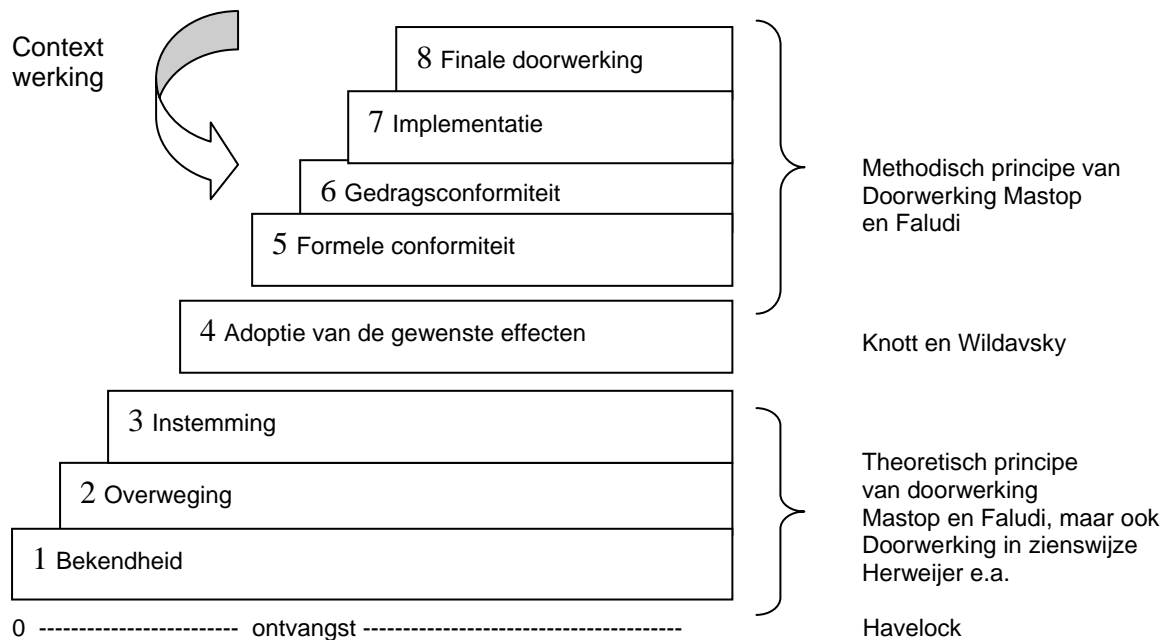 Context
werking
8 Finale doorwerking
7 Implementatie
6 Gedragsconformiteit
5 Formele conformiteit
4 Adoptie van de gewenste effecten
3 Instemming
2 Overweging
1 Bekendheid
0 ----------------------- ontvangst -------------------------------------
Methodisch principe van
Doorwerking Mastop
en Faludi
Knott en Wildavsky
Theoretisch principe
van doorwerking
Mastop en Faludi, maar ook
Doorwerking in zienswijze
Herweijer e.a.
Havelock